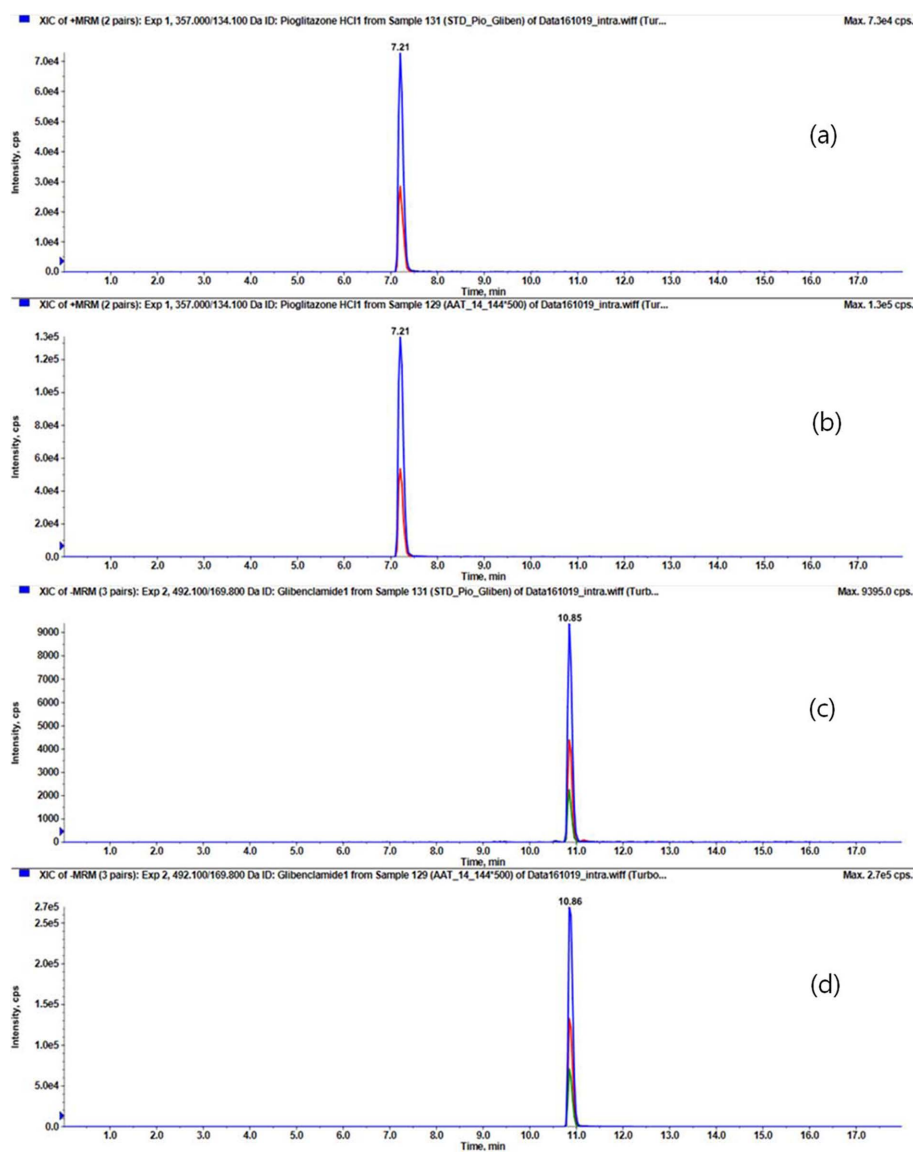 XIC of +MRM (2 pairs): Exp 1, 357.000/134.100 Da ID: Pioglitazone HCl1 from Sample 131 (STD_Pio_Gliben) of Data161019_intra.wiff (Tur... Max. 7.3e4 cps.
7.21
7.0e4
6.0e4
5.0e4
4.0e4
3.0e4
2.0e4
1.0e4
0.0
Intensity, cps
(a)
1.0 2.0 3.0 4.0 5.0 6.0 7.0 8.0 9.0 10.0 11.0 12.0 13.0 14.0 15.0 16.0 17.0
Time, min
XIC of +MRM (2 pairs): Exp 1, 357.000/134.100 Da ID: Pioglitazone HCl1 from Sample 129 (AAT_14_144*500) of Data161019_intra.wiff (Tur... Max. 1.3e5 cps.
7.21
1.3e5
1.2e5
1.0e5
8.0e4
6.0e4
4.0e4
2.0e4
0.0
Intensity, cps
(b)
1.0 2.0 3.0 4.0 5.0 6.0 7.0 8.0 9.0 10.0 11.0 12.0 13.0 14.0 15.0 16.0 17.0
Time, min
XIC of -MRM (3 pairs): Exp 2, 492.100/169.800 Da ID: Glibenclamide1 from Sample 131 (STD_Pio_Gliben) of Data161019_intra.wiff (Turb... Max. 9395.0 cps.
10.85
9000
8000
7000
6000
5000
4000
3000
2000
1000
0
Intensity, cps
(c)
1.0 2.0 3.0 4.0 5.0 6.0 7.0 8.0 9.0 10.0 11.0 12.0 13.0 14.0 15.0 16.0 17.0
Time, min
XIC of -MRM (3 pairs): Exp 2, 492.100/169.800 Da ID: Glibenclamide1 from Sample 129 (AAT_14_144*500) of Data161019_intra.wiff (Turbo... Max. 2.7e5 cps.
10.86
2.7e5
2.5e5
2.0e5
1.5e5
1.0e5
5.0e4
0.0
Intensity, cps
(d)
1.0 2.0 3.0 4.0 5.0 6.0 7.0 8.0 9.0 10.0 11.0 12.0 13.0 14.0 15.0 16.0 17.0
Time, min